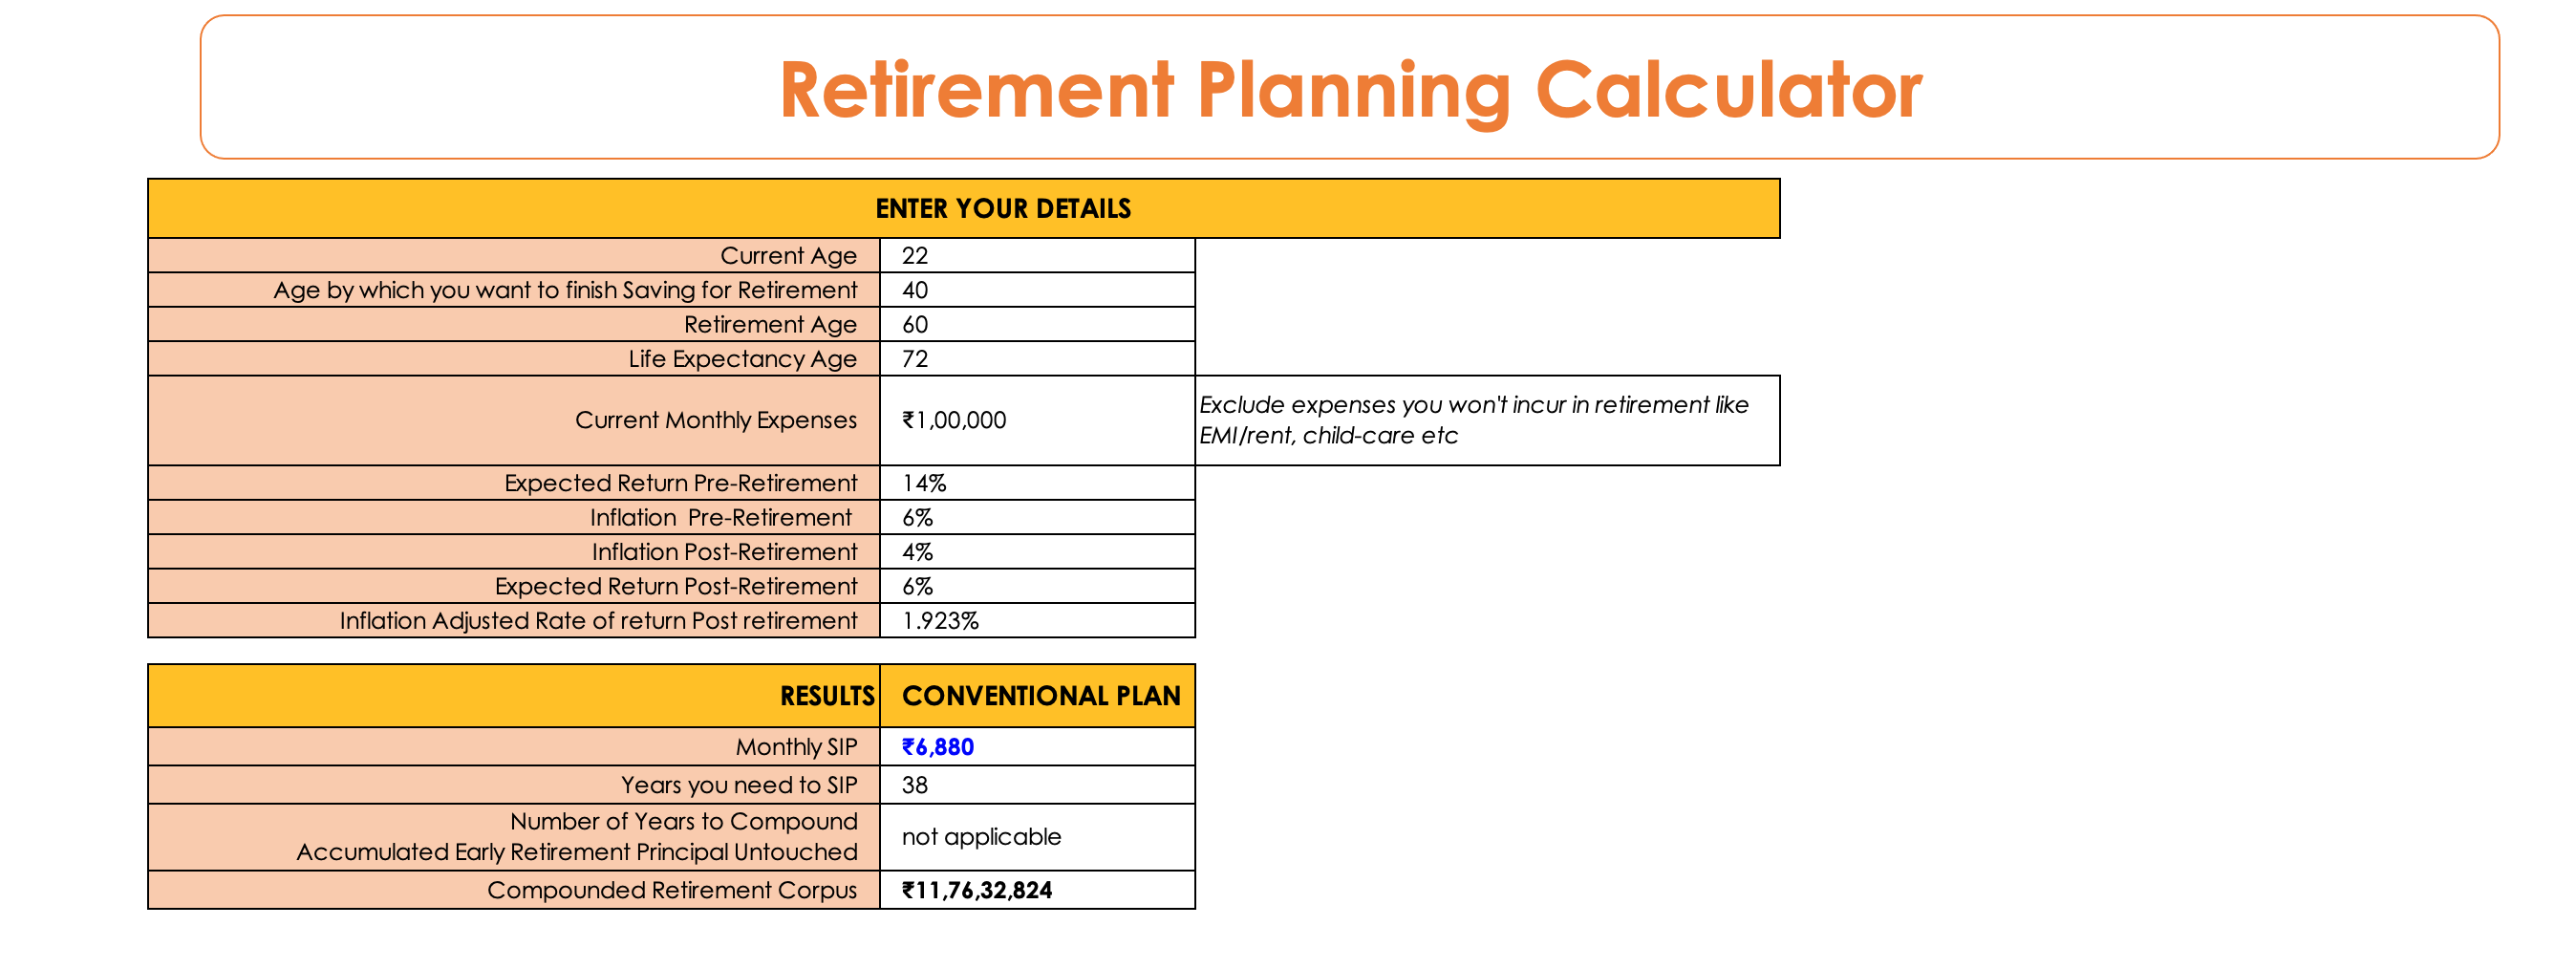 Retirement Planning Calculator
ENTER YOUR DETAILS
Current Age 22
Age by which you want to finish Saving for Retirement 40
Retirement Age 60
Life Expectancy Age 72
Current Monthly Expenses ₹1,00,000 Exclude expenses you won't incur in retirement like
EMI/rent, child-care etc
Expected Return Pre-Retirement 14%
Inflation Pre-Retirement 6%
Inflation Post-Retirement 4%
Expected Return Post-Retirement 6%
Inflation Adjusted Rate of return Post retirement 1.923%
RESULTS CONVENTIONAL PLAN
Monthly SIP ₹6,880
Years you need to SIP 38
Number of Years to Compound
Accumulated Early Retirement Principal Untouched not applicable
Compounded Retirement Corpus ₹11,76,32,824